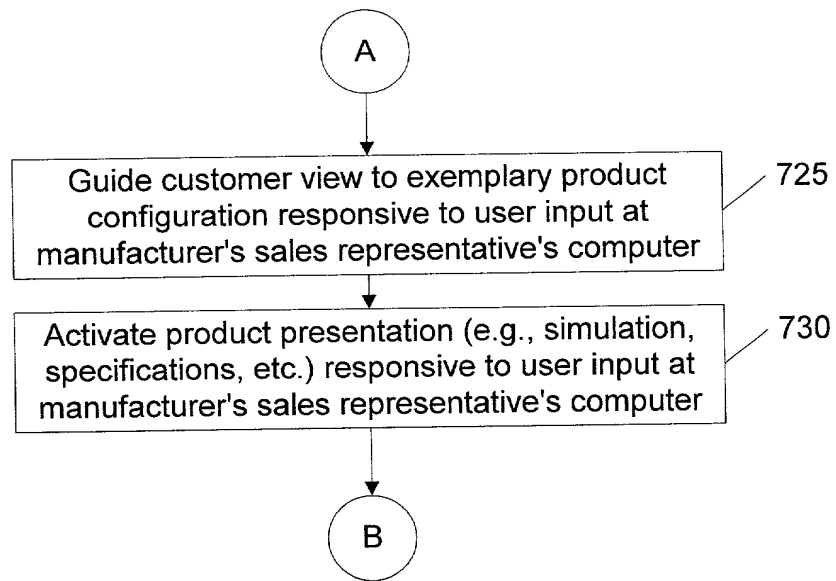 A
Guide customer view to exemplary product
configuration responsive to user input at
manufacturer's sales representative's computer
725
Activate product presentation (e.g., simulation,
specifications, etc.) responsive to user input at
manufacturer's sales representative's computer
730
B